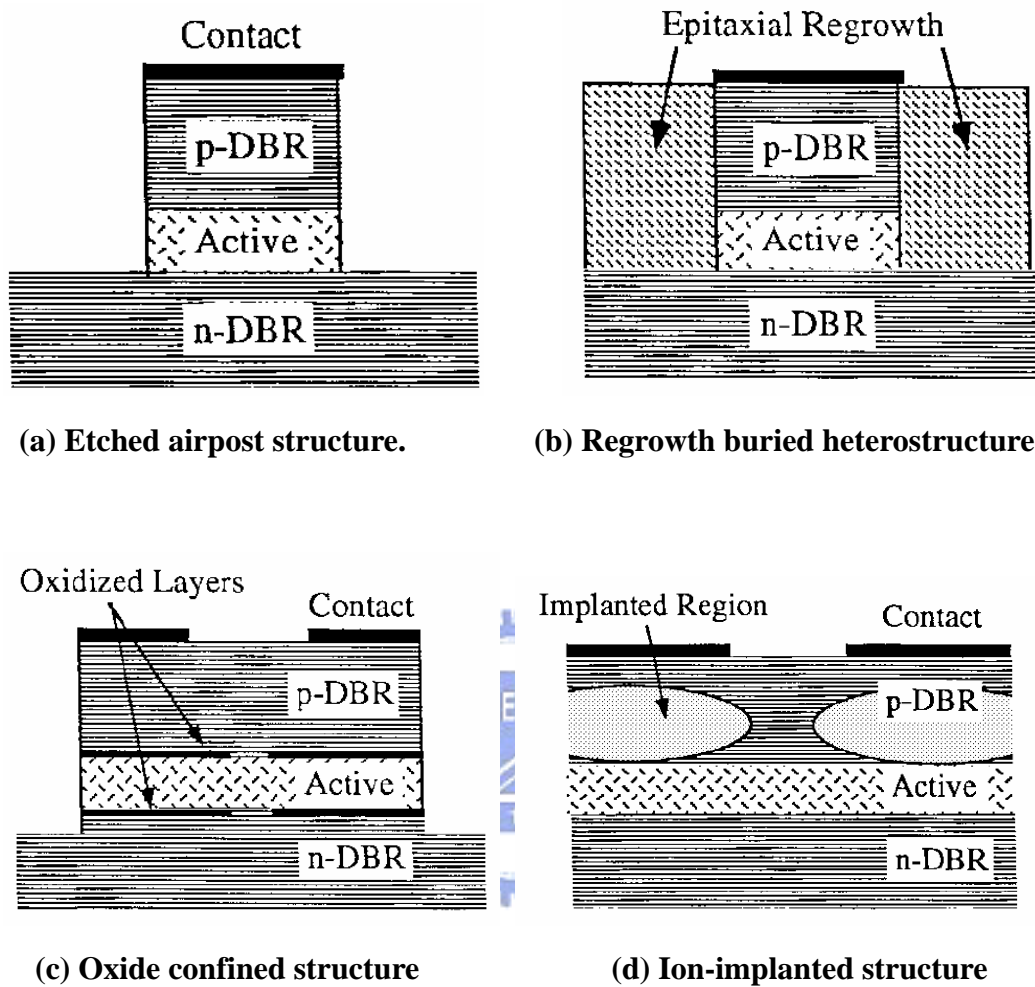 Contact
p-DBR
Active
n-DBR
(a) Etched airpost structure.
Epitaxial Regrowth
p-DBR
Active
n-DBR
(b) Regrowth buried heterostructure
Oxidized Layers
Contact
p-DBR
Active
n-DBR
(c) Oxide confined structure
Implanted Region
Contact
p-DBR
Active
n-DBR
(d) Ion-implanted structure